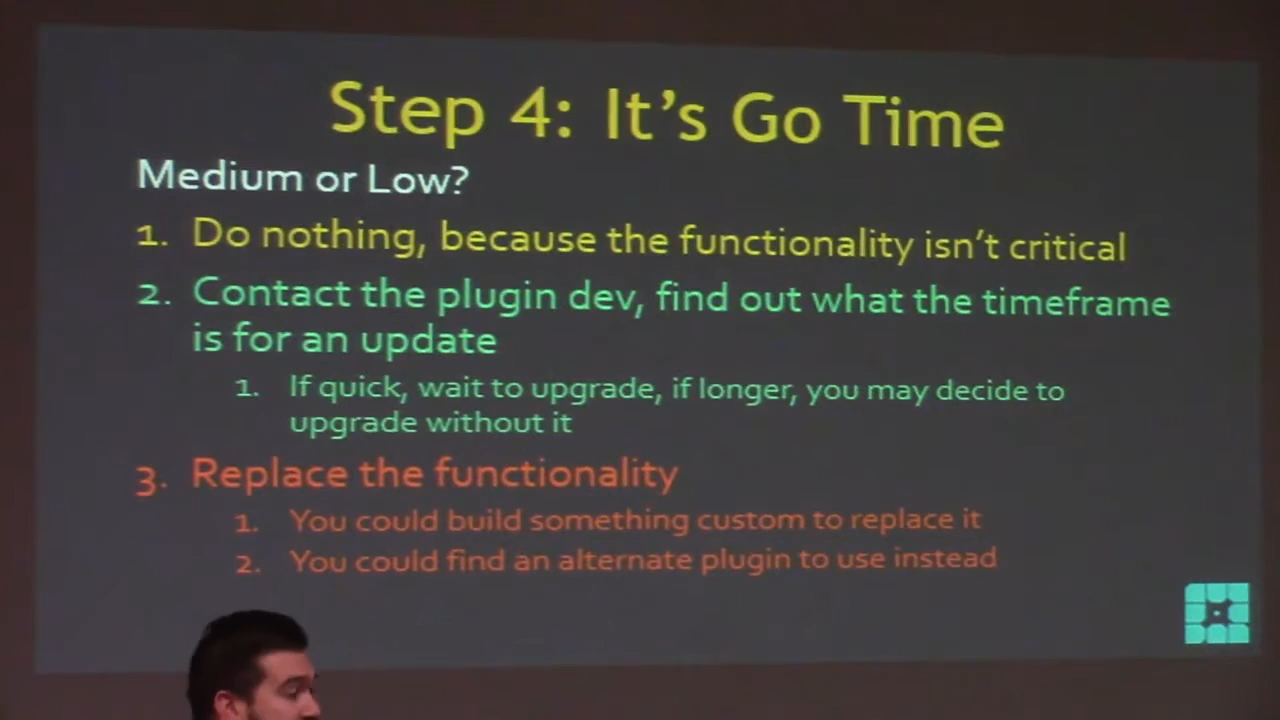 Step 4: It's Go Time
Medium or Low?
1. Do nothing, because the functionality isn't critical
2. Contact the plugin dev, find out what the timeframe
is for an update
1. If quick, wait to upgrade, if longer, you may decide to
upgrade without it
3. Replace the functionality
1. You could build something custom to replace it
2. You could find an alternate plugin to use instead